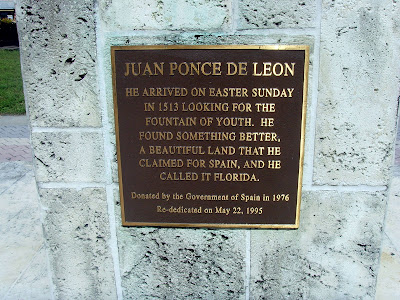 JUAN PONCE DE LEON
HE ARRIVED ON EASTER SUNDAY
IN 1513 LOOKING FOR THE
FOUNTAIN OF YOUTH. HE
FOUND SOMETHING BETTER,
A BEAUTIFUL LAND THAT HE
CLAIMED FOR SPAIN, AND HE
CALLED IT FLORIDA.
Donated by the Government of Spain in 1976
Re-dedicated on May 22, 1995